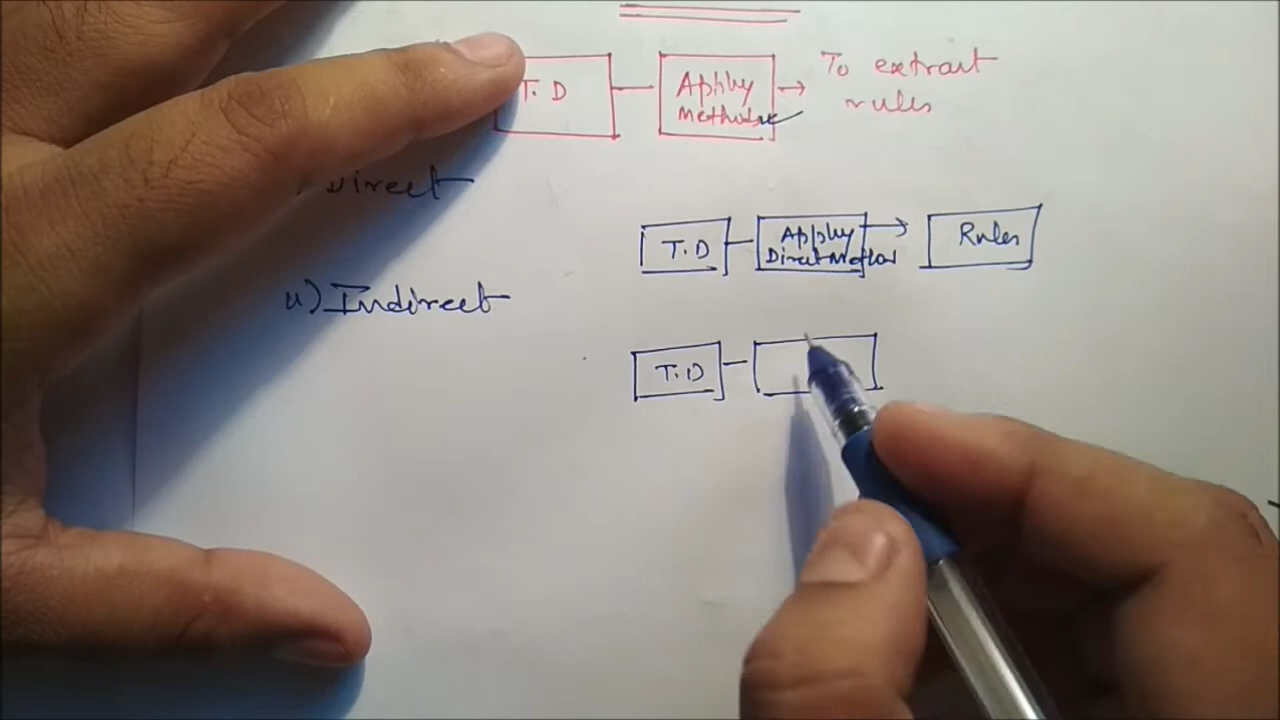 T. D
Apply
Methods
To extract
rules
Direct
T. D
Apply
Direct Method
Rules
ii) Indirect
T. D